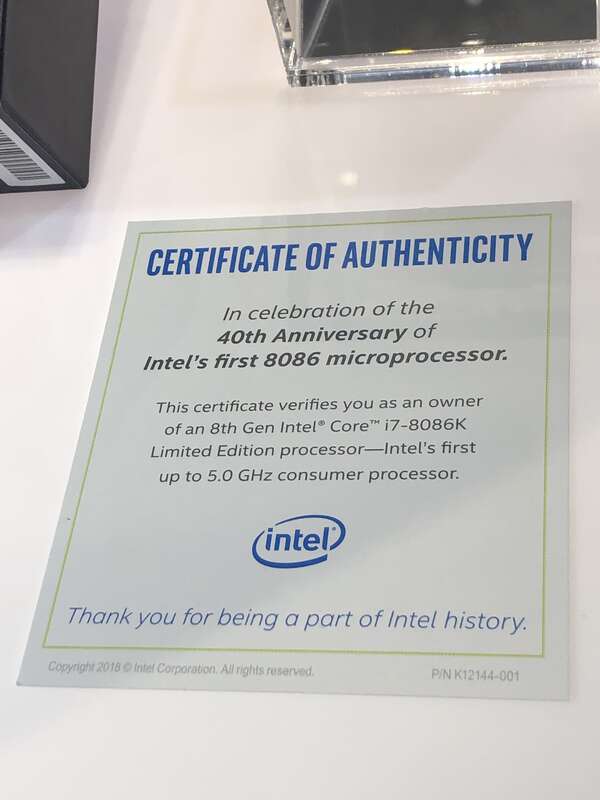 CERTIFICATE OF AUTHENTICITY
In celebration of the
40th Anniversary of
Intel's first 8086 microprocessor.
This certificate verifies you as an owner
of an 8th Gen Intel® Core™ i7-8086K
Limited Edition processor—Intel's first
up to 5.0 GHz consumer processor.
intel®
Thank you for being a part of Intel history.
Copyright 2018 © Intel Corporation. All rights reserved.
P/N K12144-001